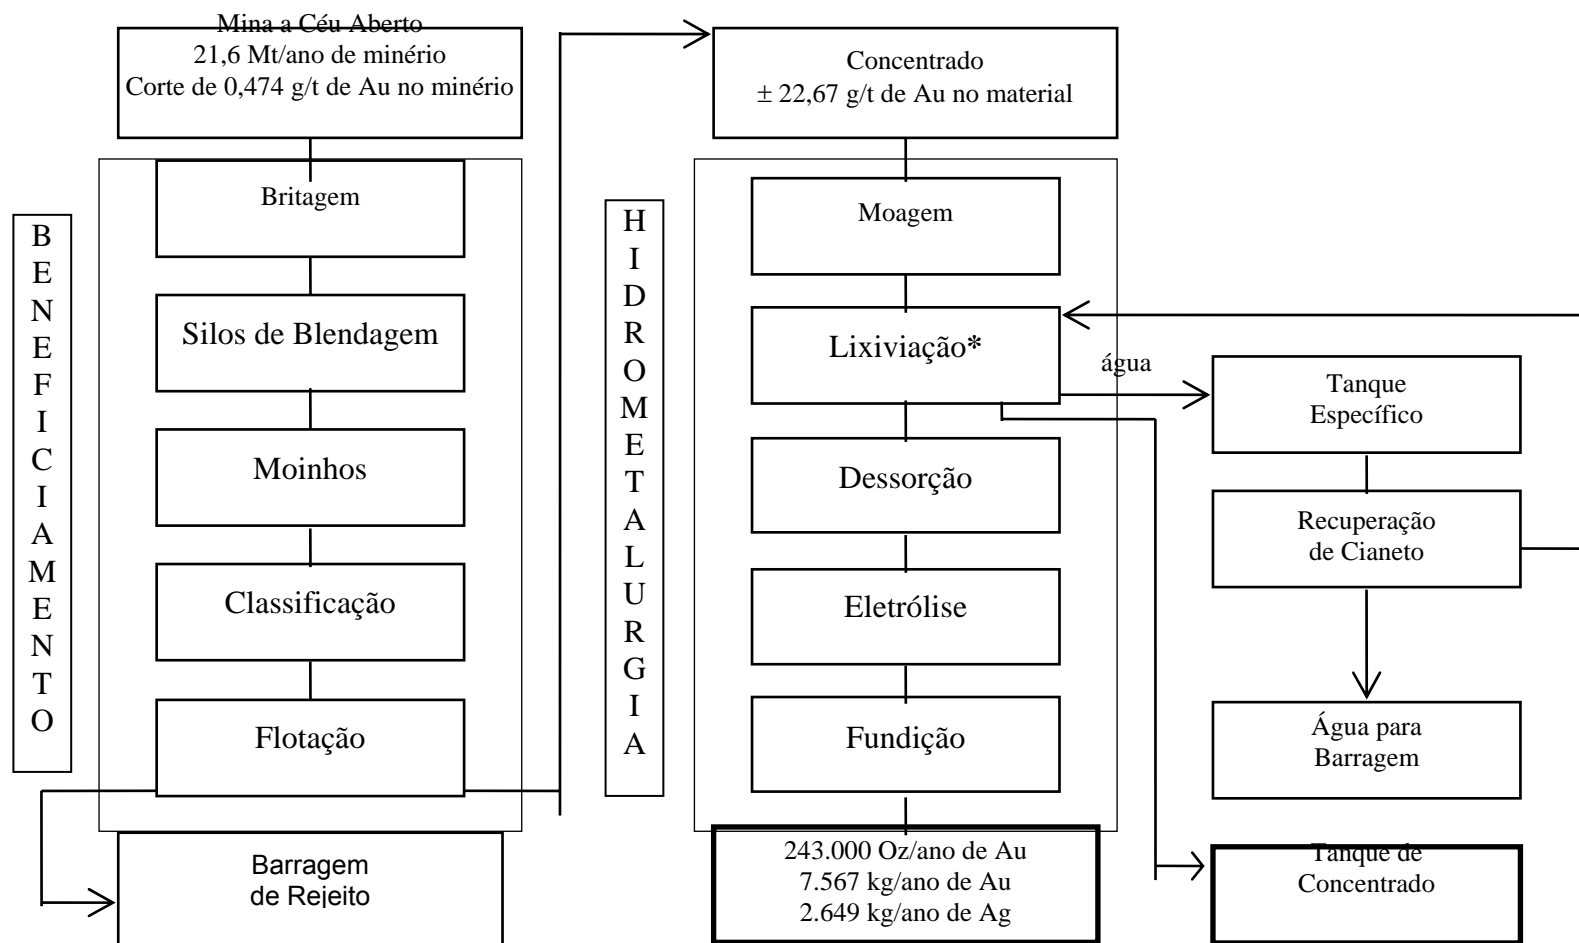 Mina a Céu Aberto
21,6 Mt/ano de minério
Corte de 0,474 g/t de Au no minério
BENEFICIAMENTO
Britagem
Silos de Blendagem
Moinhos
Classificação
Flotação
Barragem
de Rejeito
Concentrado
± 22,67 g/t de Au no material
HIDROMETALURGIA
Moagem
Lixiviação*
Dessorção
Eletrólise
Fundição
243.000 Oz/ano de Au
7.567 kg/ano de Au
2.649 kg/ano de Ag
água
Tanque
Específico
Recuperação
de Cianeto
Água para
Barragem
Tanque de
Concentrado